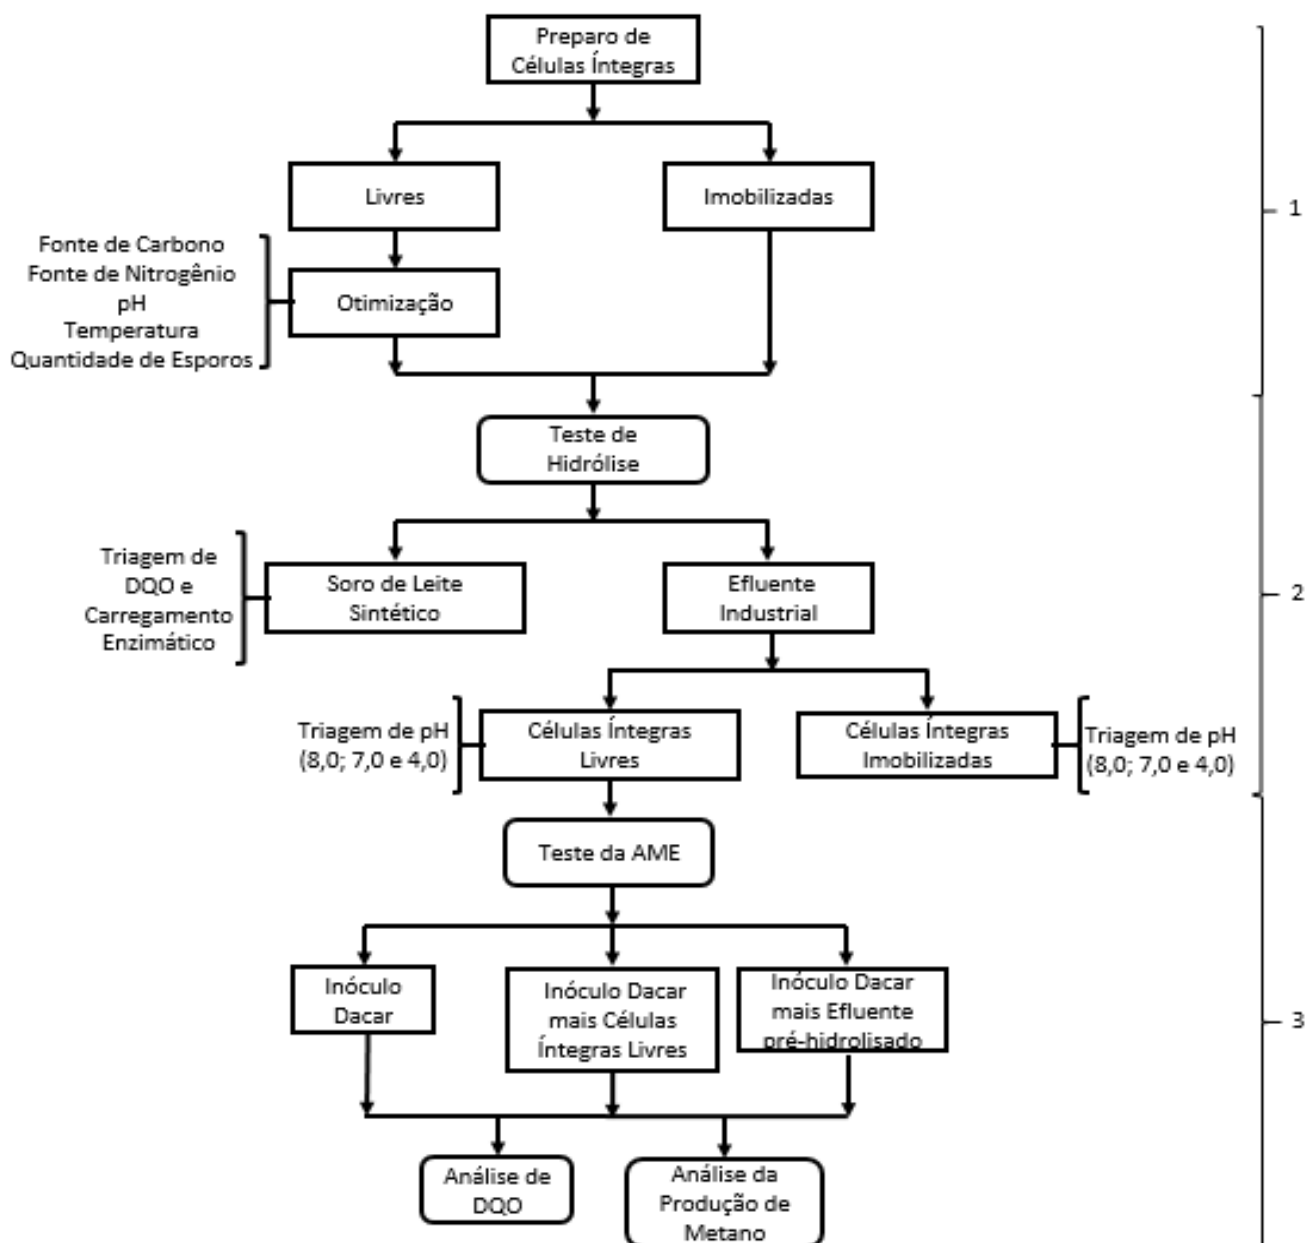 Preparo de
Células Íntegras
Livres
Imobilizadas
1
Fonte de Carbono
Fonte de Nitrogênio
pH
Temperatura
Quantidade de Esporos
Otimização
Teste de
Hidrólise
Triagem de
DQO e
Carregamento
Enzimático
Soro de Leite
Sintético
Efluente
Industrial
2
Triagem de pH
(8,0; 7,0 e 4,0)
Células Íntegras
Livres
Células Íntegras
Imobilizadas
Triagem de pH
(8,0; 7,0 e 4,0)
Teste da AME
Inóculo
Dacar
Inóculo Dacar
mais Células
Íntegras Livres
Inóculo Dacar
mais Efluente
pré-hidrolisado
3
Análise de
DQO
Análise da
Produção de
Metano